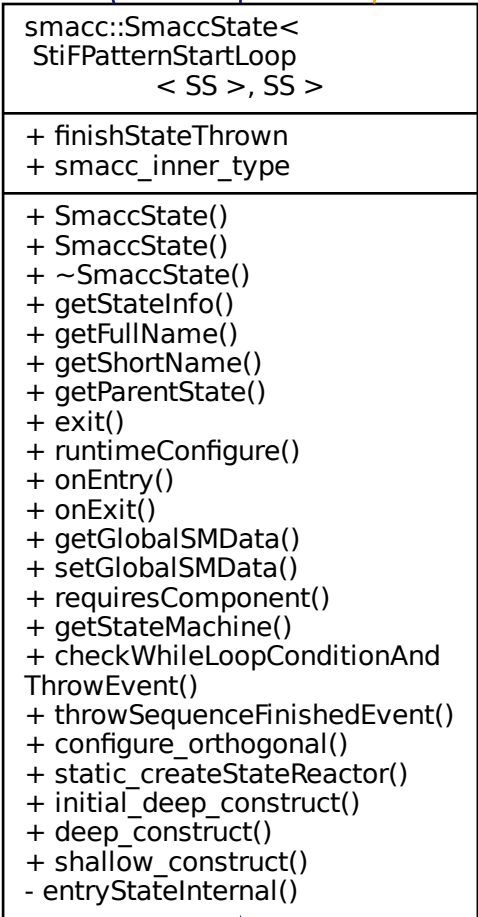 smacc::SmaccState<
StiFPatternStartLoop
< SS >, SS >
+ finishStateThrown
+ smacc_inner_type
+ SmaccState()
+ SmaccState()
+ ~SmaccState()
+ getStateInfo()
+ getFullName()
+ getShortName()
+ getParentState()
+ exit()
+ runtimeConfigure()
+ onEntry()
+ onExit()
+ getGlobalSMData()
+ setGlobalSMData()
+ requiresComponent()
+ getStateMachine()
+ checkWhileLoopConditionAnd
ThrowEvent()
+ throwSequenceFinishedEvent()
+ configure_orthogonal()
+ static_createStateReactor()
+ initial_deep_construct()
+ deep_construct()
+ shallow_construct()
- entryStateInternal()